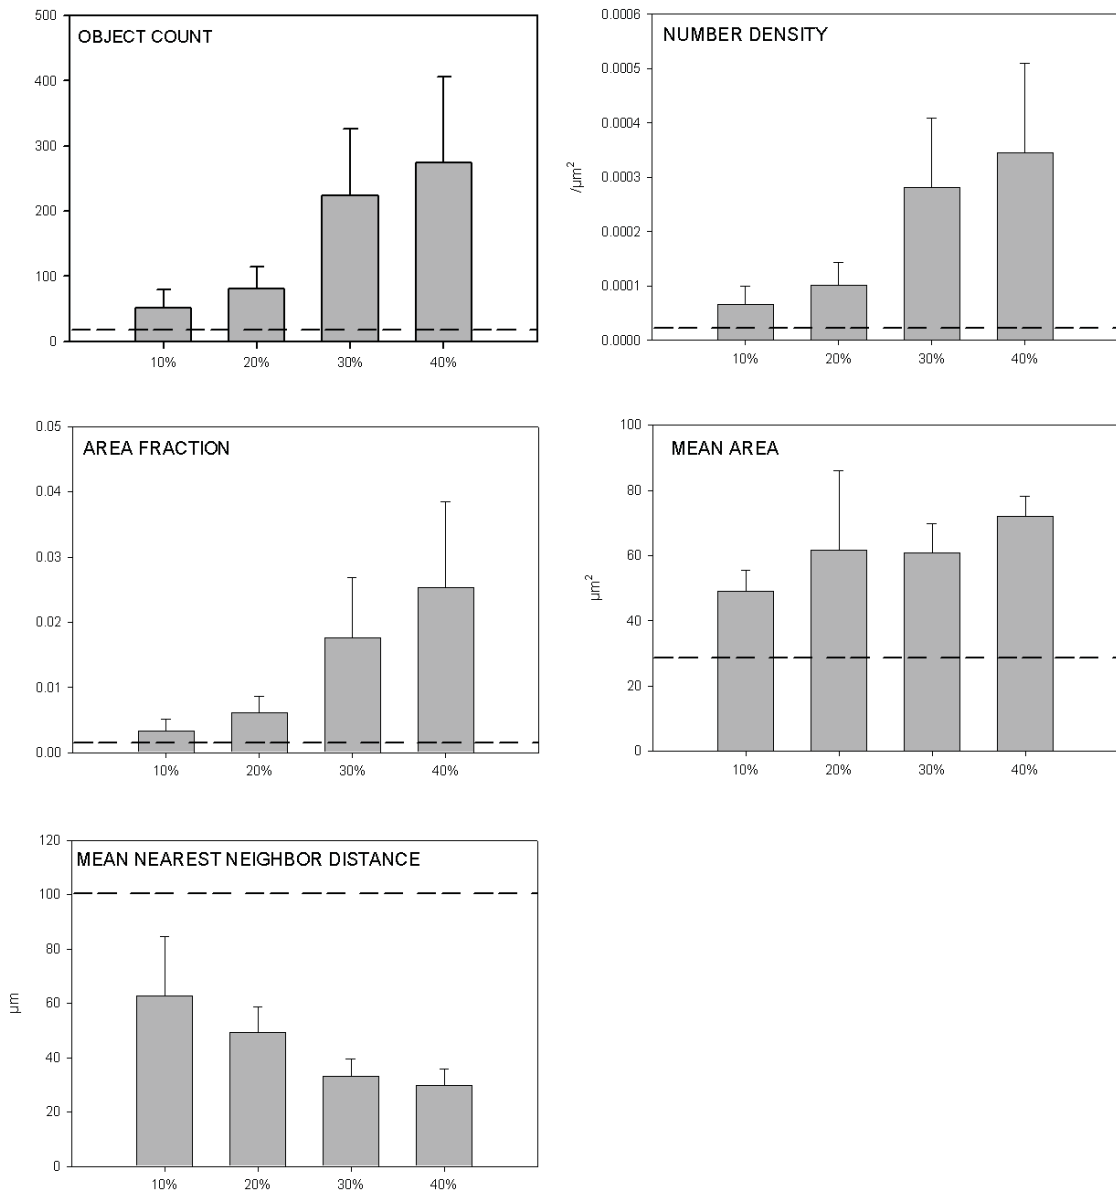 OBJECT COUNT
500
400
300
200
100
0
10% 20% 30% 40%
NUMBER DENSITY
0.0006
0.0005
0.0004
0.0003
0.0002
0.0001
0.0000
/µm²
10% 20% 30% 40%
AREA FRACTION
0.05
0.04
0.03
0.02
0.01
0.00
10% 20% 30% 40%
MEAN AREA
100
80
60
40
20
0
µm²
10% 20% 30% 40%
MEAN NEAREST NEIGHBOR DISTANCE
120
100
80
60
40
20
0
µm
10% 20% 30% 40%